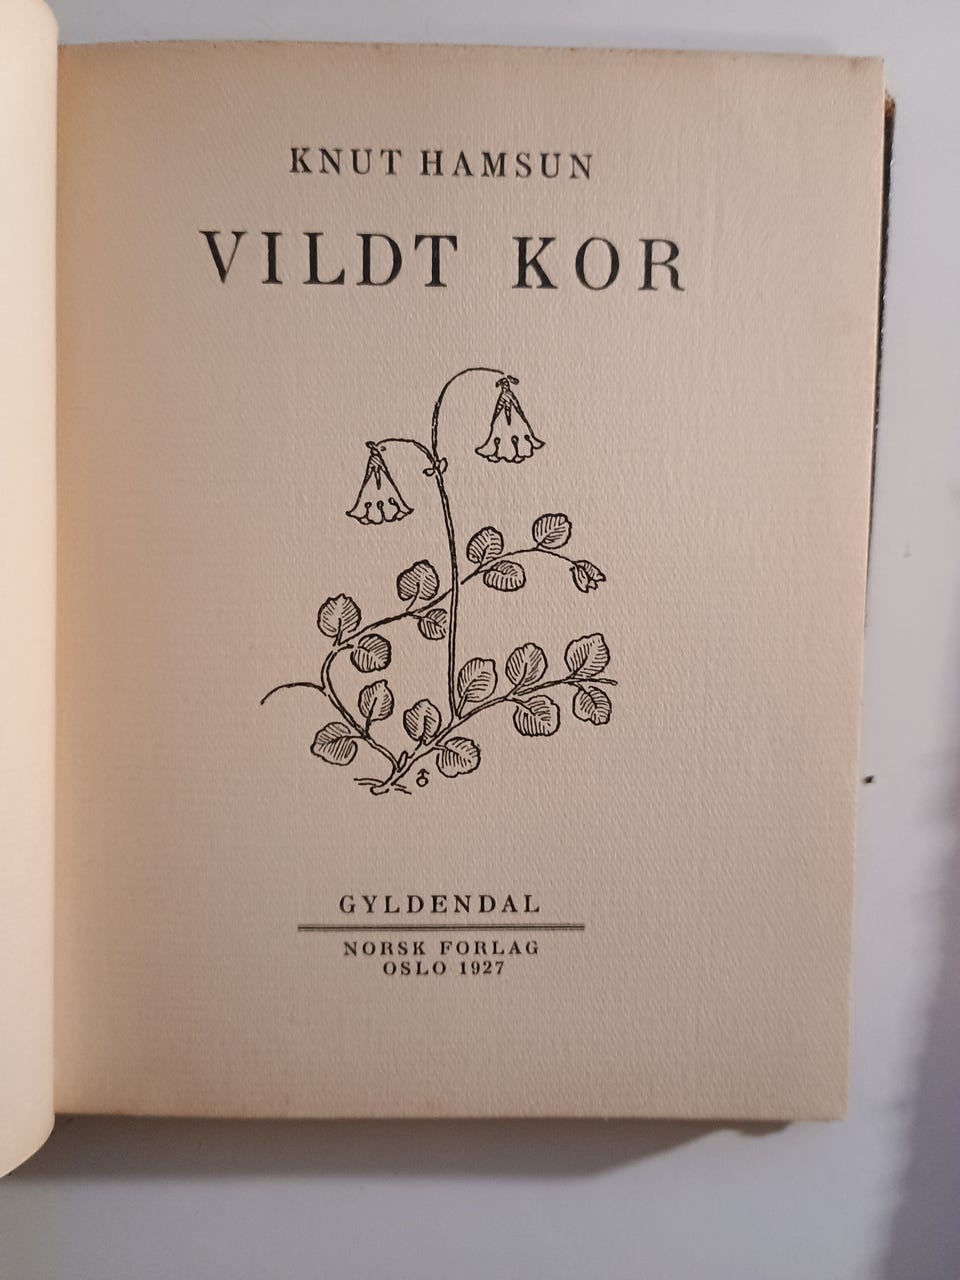 KNUT HAMSUN
VILDT KOR
GYLDENDAL
NORSK FORLAG
OSLO 1927